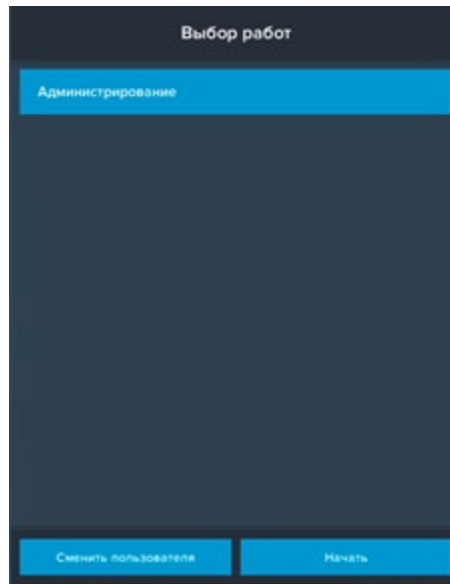 Выбор работ
Администрирование
Сменить пользователя
Начать